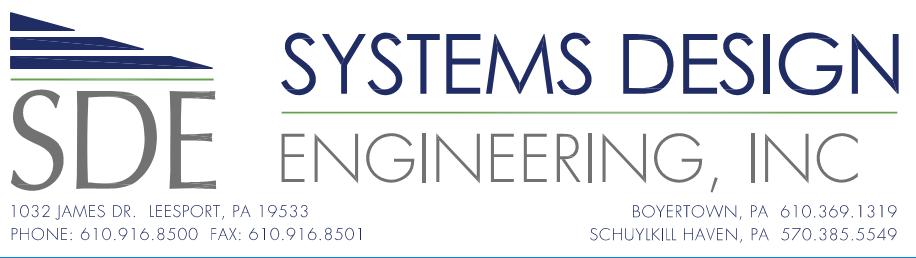 SDE
SYSTEMS DESIGN
ENGINEERING, INC
1032 JAMES DR. LEESPORT, PA 19533
PHONE: 610.916.8500 FAX: 610.916.8501
BOYERTOWN, PA 610.369.1319
SCHUYLKILL HAVEN, PA 570.385.5549